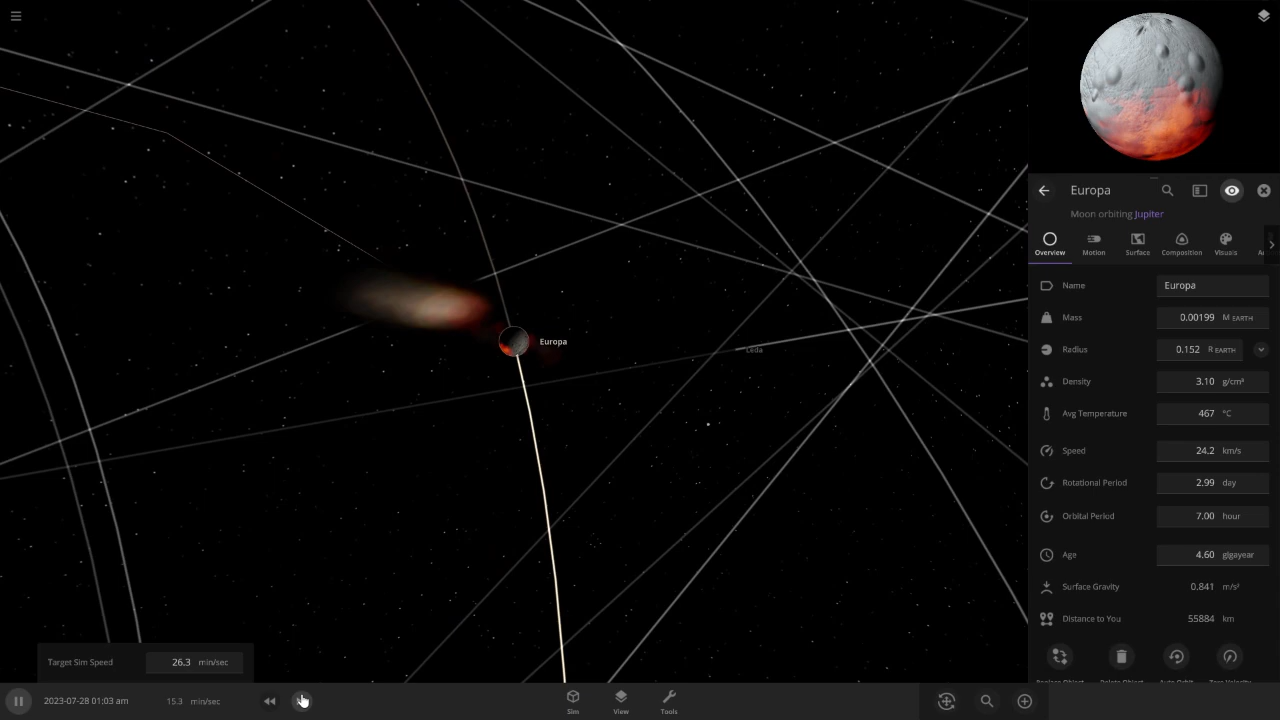 Europa
Moon orbiting Jupiter
Overview Motion Surface Composition Visuals
Name Europa
Mass 0.00199 M EARTH
Radius 0.152 R EARTH
Density 3.10 g/cm³
Avg Temperature 467 °C
Speed 24.2 km/s
Rotational Period 2.99 day
Orbital Period 7.00 hour
Age 4.60 gigayear
Surface Gravity 0.841 m/s²
Distance to You 55884 km
Europa
Leda
Target Sim Speed 26.3 min/sec
2023-07-28 01:03 am 15.3 min/sec
Sim View Tools